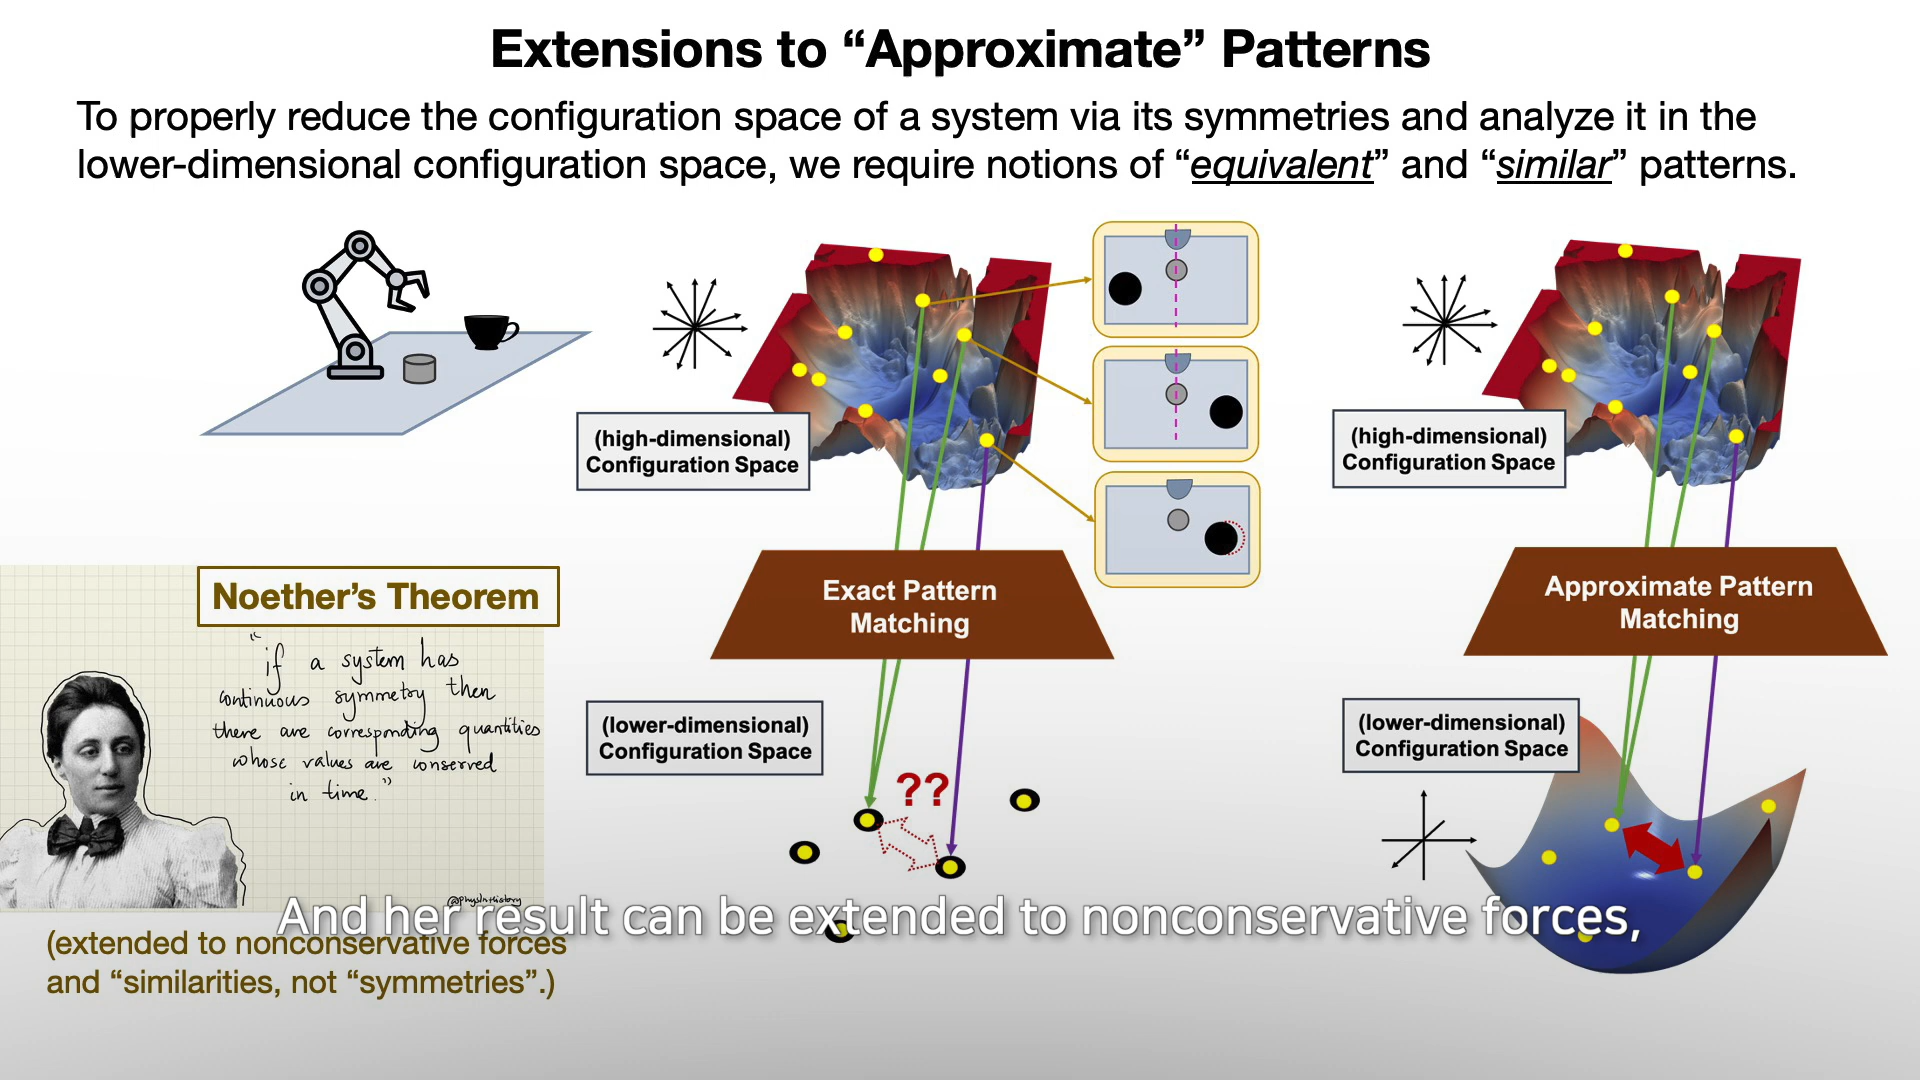 Extensions to “Approximate” Patterns
To properly reduce the configuration space of a system via its symmetries and analyze it in the
lower-dimensional configuration space, we require notions of “equivalent” and “similar” patterns.
(high-dimensional)
Configuration Space
(high-dimensional)
Configuration Space
Exact Pattern
Matching
Approximate Pattern
Matching
Noether’s Theorem
“if a system has
continuous symmetry then
there are corresponding quantities
whose values are conserved
in time.”
@physInHistory
(lower-dimensional)
Configuration Space
??
(lower-dimensional)
Configuration Space
And her result can be extended to nonconservative forces,
(extended to nonconservative forces
and “similarities, not “symmetries”.)